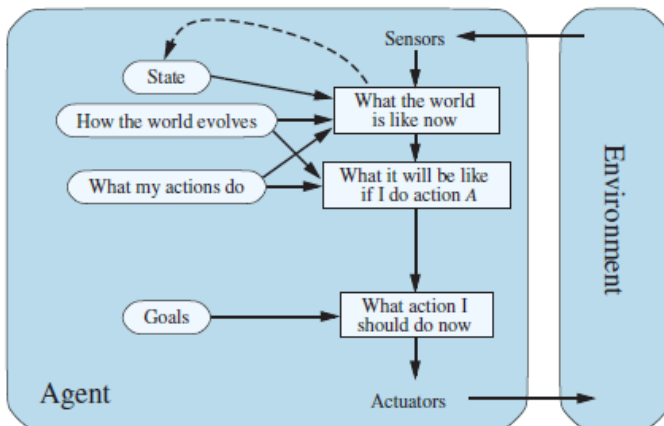 Sensors
State
What the world
is like now
How the world evolves
What my actions do
What it will be like
if I do action A
Environment
Goals
What action I
should do now
Agent
Actuators